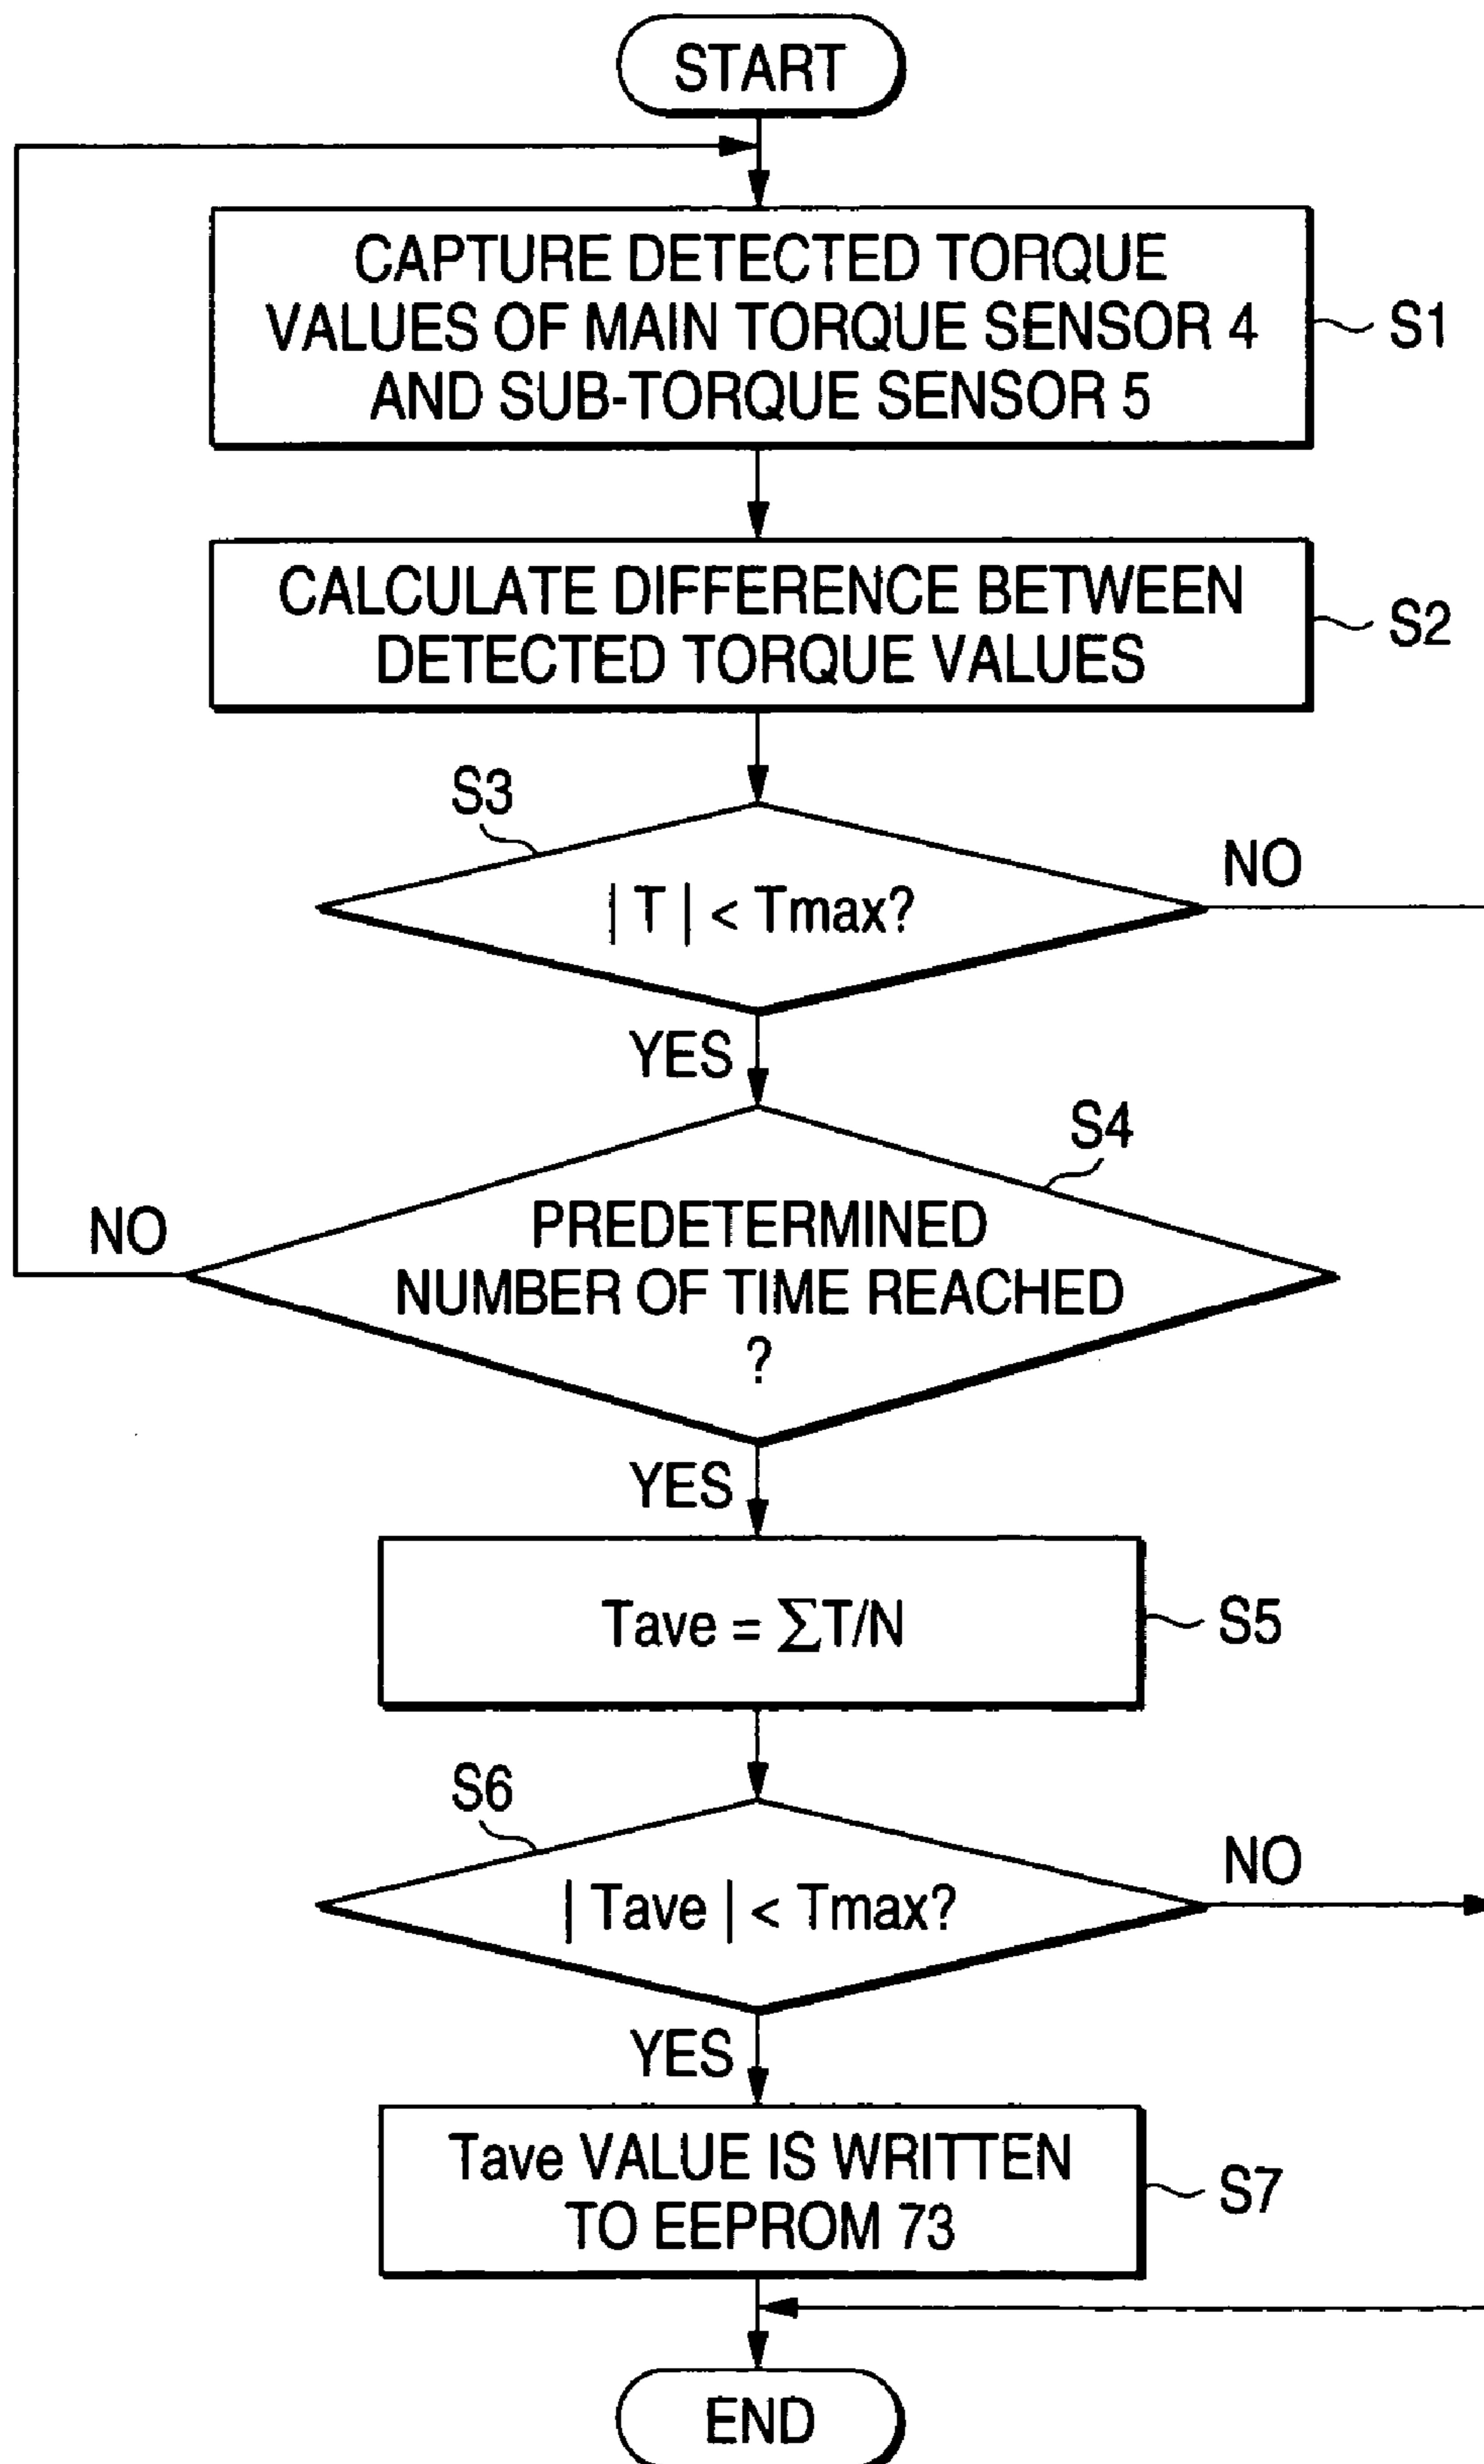 START
CAPTURE DETECTED TORQUE
VALUES OF MAIN TORQUE SENSOR 4
AND SUB-TORQUE SENSOR 5
S1
CALCULATE DIFFERENCE BETWEEN
DETECTED TORQUE VALUES
S2
S3
| T | < Tmax?
NO
YES
S4
PREDETERMINED
NUMBER OF TIME REACHED
?
NO
YES
Tave = ΣT/N
S5
S6
| Tave | < Tmax?
NO
YES
Tave VALUE IS WRITTEN
TO EEPROM 73
S7
END